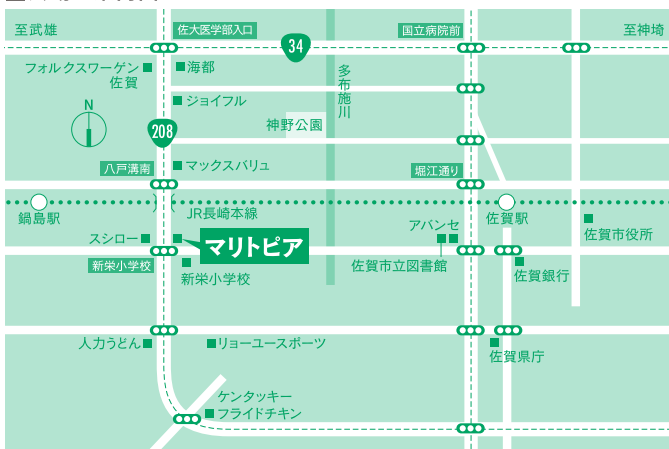 至武雄
佐大医学部入口
34
国立病院前
至神埼
フォルクスワーゲン
佐賀
海都
多布施川
ジョイフル
N
208
神野公園
八戸溝南
マックスバリュ
堀江通り
鍋島駅
JR長崎本線
佐賀駅
スシロー
マリトピア
アバンセ
佐賀市役所
新栄小学校
新栄小学校
佐賀市立図書館
佐賀銀行
人力うどん
リョーユースポーツ
佐賀県庁
ケンタッキー
フライドチキン